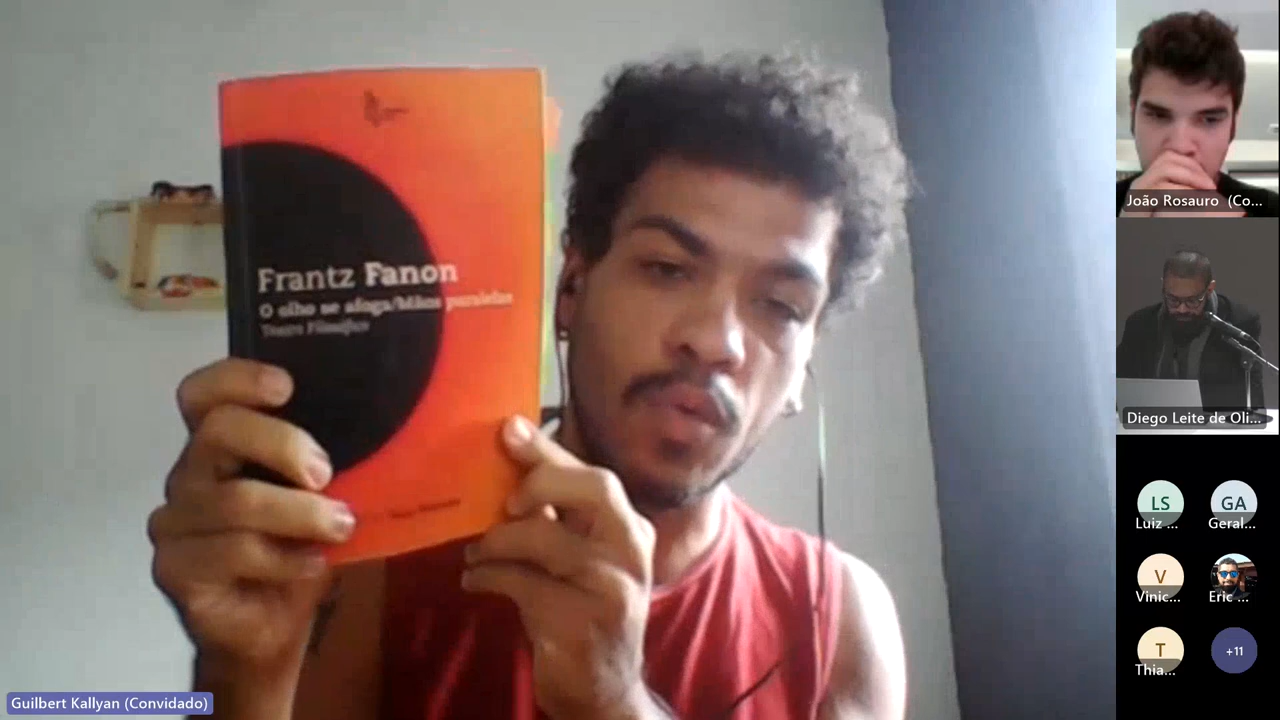 Frantz Fanon
O olho se afoga/Mãos paralelas
Teatro Filosófico
Guilbert Kallyan (Convidado)
João Rosauro (Co...
Diego Leite de Oli...
LS
Luiz ...
GA
Geral...
V
Vinic...
Eric ...
T
Thia...
+11